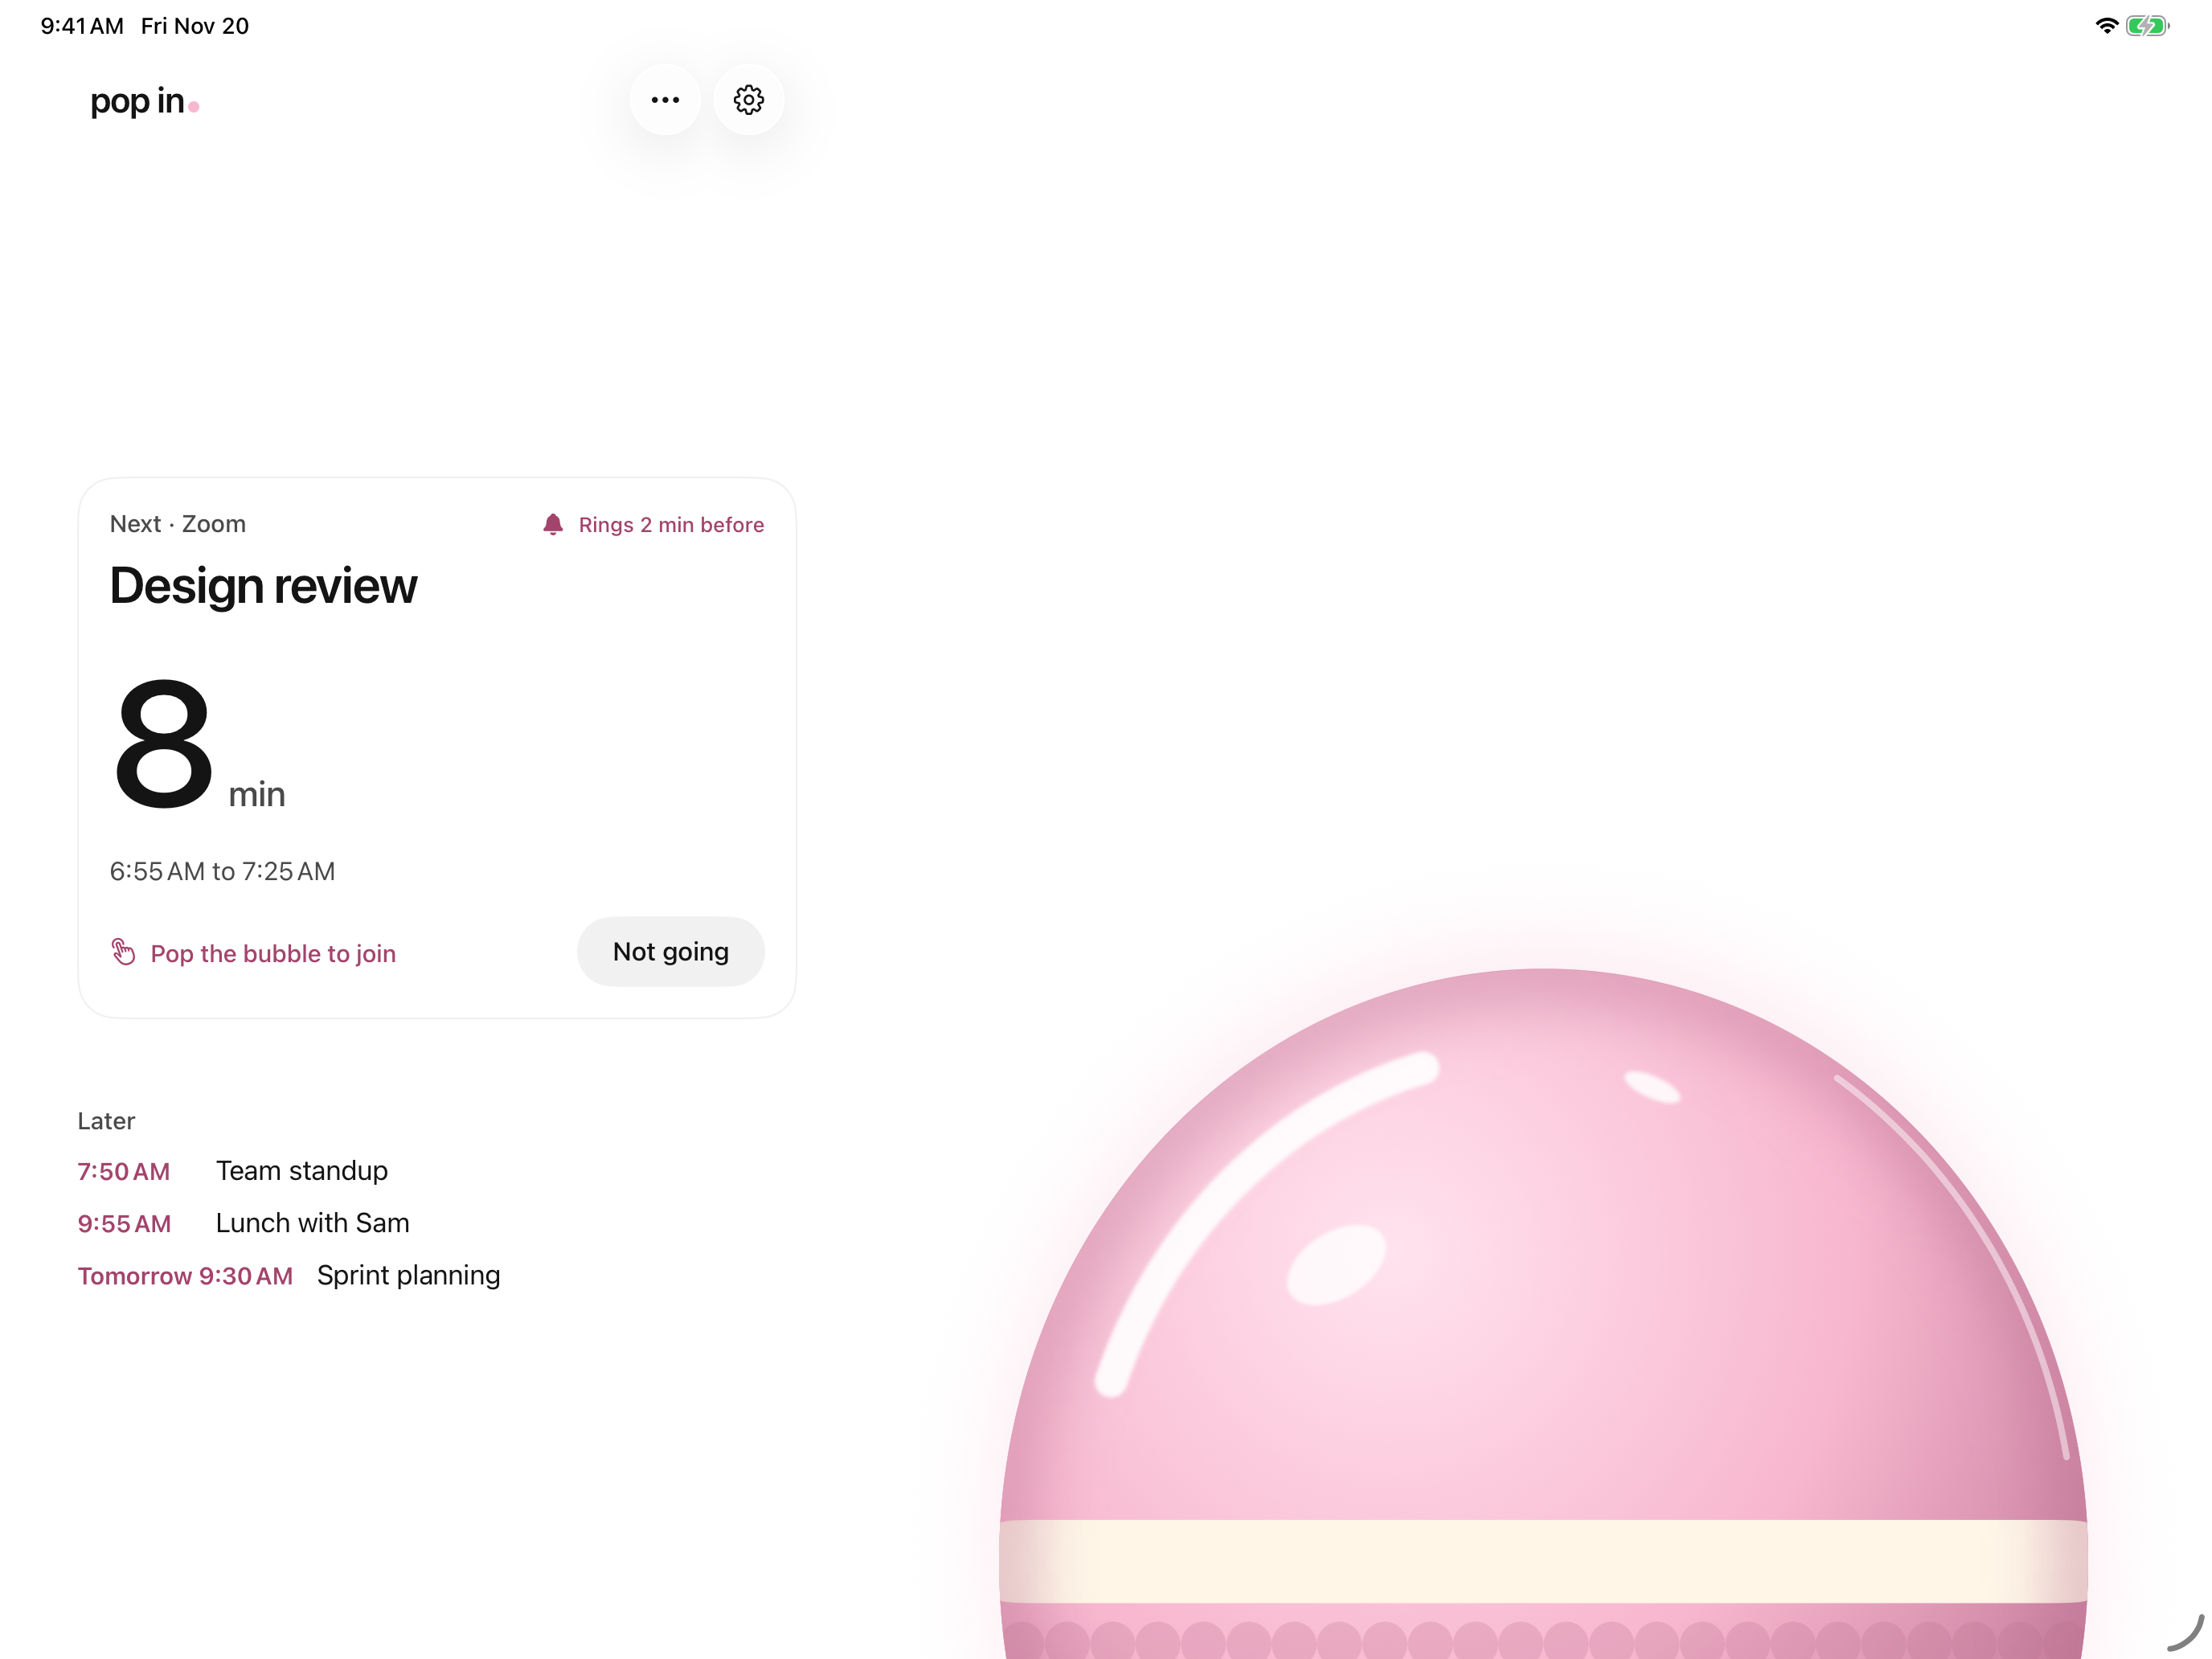 9:41 AM Fri Nov 20
pop in
Next · Zoom
Rings 2 min before
Design review
8 min
6:55 AM to 7:25 AM
Pop the bubble to join
Not going
Later
7:50 AM Team standup
9:55 AM Lunch with Sam
Tomorrow 9:30 AM Sprint planning